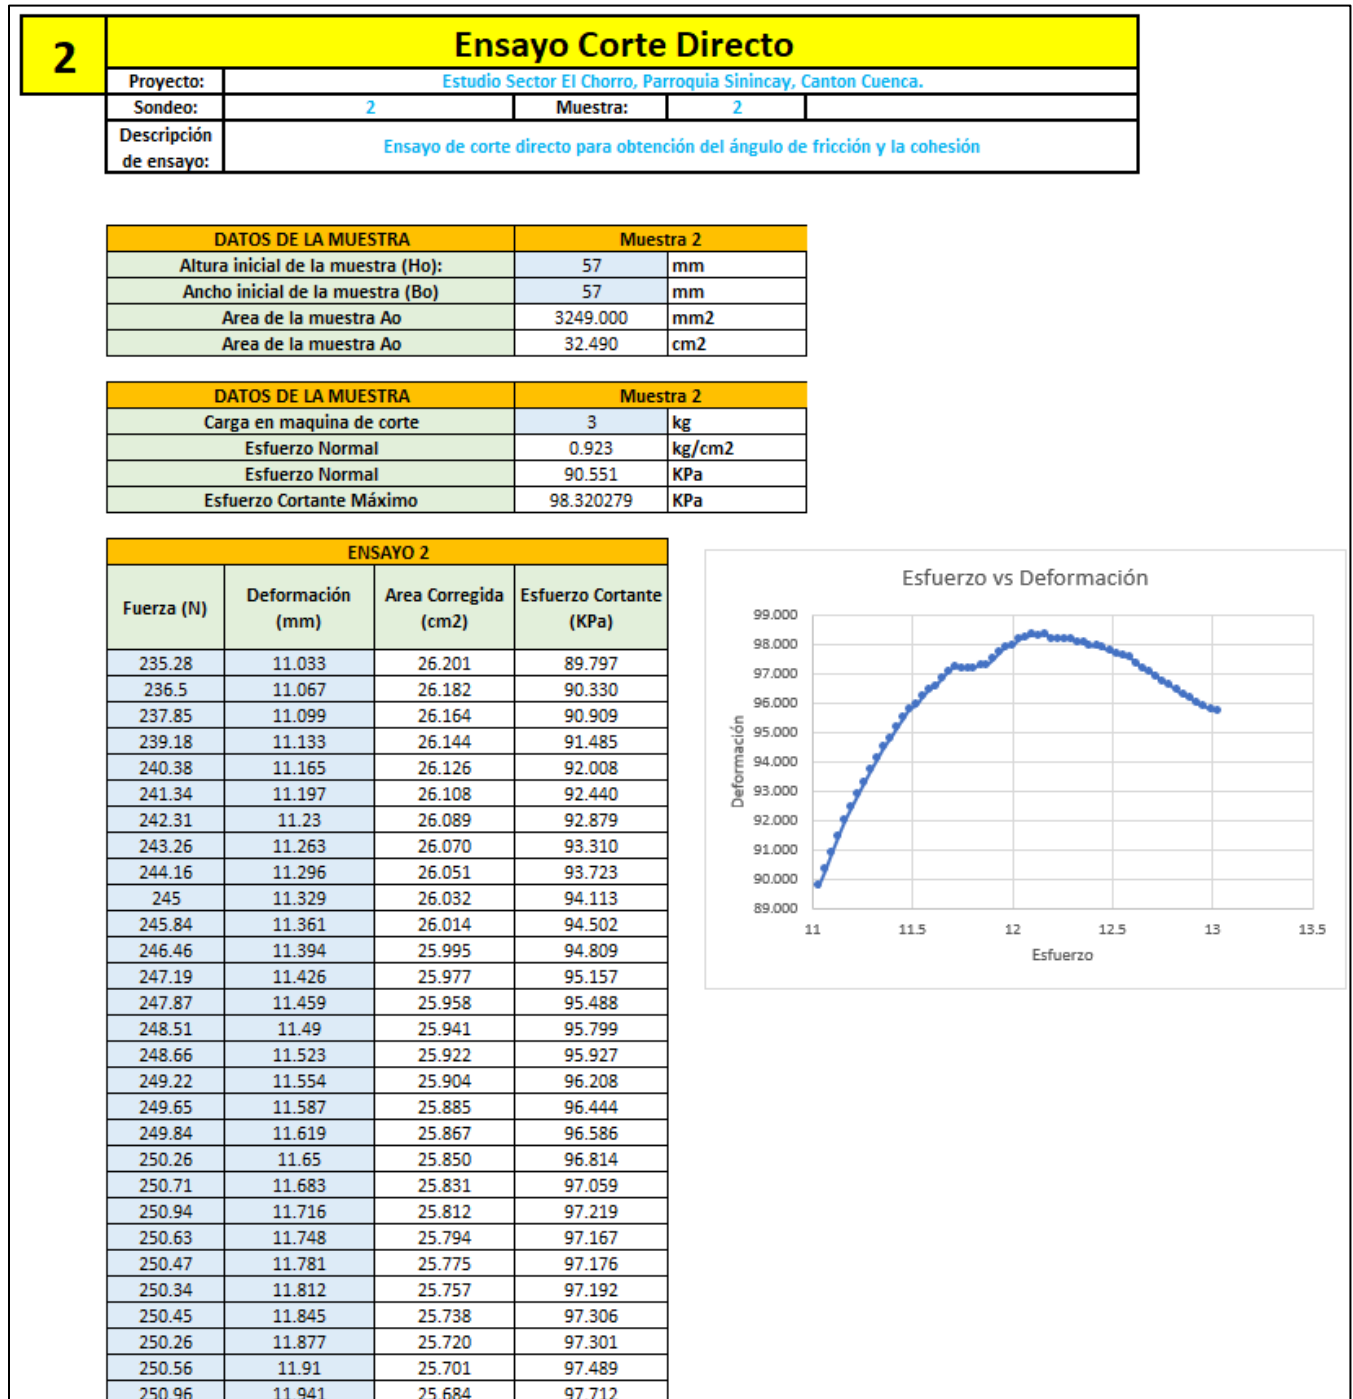 2
Ensayo Corte Directo
Proyecto: Estudio Sector El Chorro, Parroquia Sinincay, Canton Cuenca.
Sondeo: 2 Muestra: 2
Descripción de ensayo: Ensayo de corte directo para obtención del ángulo de fricción y la cohesión
DATOS DE LA MUESTRA Muestra 2
Altura inicial de la muestra (Ho): 57 mm
Ancho inicial de la muestra (Bo) 57 mm
Area de la muestra Ao 3249.000 mm2
Area de la muestra Ao 32.490 cm2
DATOS DE LA MUESTRA Muestra 2
Carga en maquina de corte 3 kg
Esfuerzo Normal 0.923 kg/cm2
Esfuerzo Normal 90.551 KPa
Esfuerzo Cortante Máximo 98.320279 KPa
ENSAYO 2
Fuerza (N) Deformación (mm) Area Corregida (cm2) Esfuerzo Cortante (KPa)
235.28 11.033 26.201 89.797
236.5 11.067 26.182 90.330
237.85 11.099 26.164 90.909
239.18 11.133 26.144 91.485
240.38 11.165 26.126 92.008
241.34 11.197 26.108 92.440
242.31 11.23 26.089 92.879
243.26 11.263 26.070 93.310
244.16 11.296 26.051 93.723
245 11.329 26.032 94.113
245.84 11.361 26.014 94.502
246.46 11.394 25.995 94.809
247.19 11.426 25.977 95.157
247.87 11.459 25.958 95.488
248.51 11.49 25.941 95.799
248.66 11.523 25.922 95.927
249.22 11.554 25.904 96.208
249.65 11.587 25.885 96.444
249.84 11.619 25.867 96.586
250.26 11.65 25.850 96.814
250.71 11.683 25.831 97.059
250.94 11.716 25.812 97.219
250.63 11.748 25.794 97.167
250.47 11.781 25.775 97.176
250.34 11.812 25.757 97.192
250.45 11.845 25.738 97.306
250.26 11.877 25.720 97.301
250.56 11.91 25.701 97.489
250.96 11.941 25.684 97.712
Esfuerzo vs Deformación
99.000
98.000
97.000
96.000
95.000
94.000
93.000
92.000
91.000
90.000
89.000
Deformación
11 11.5 12 12.5 13 13.5
Esfuerzo